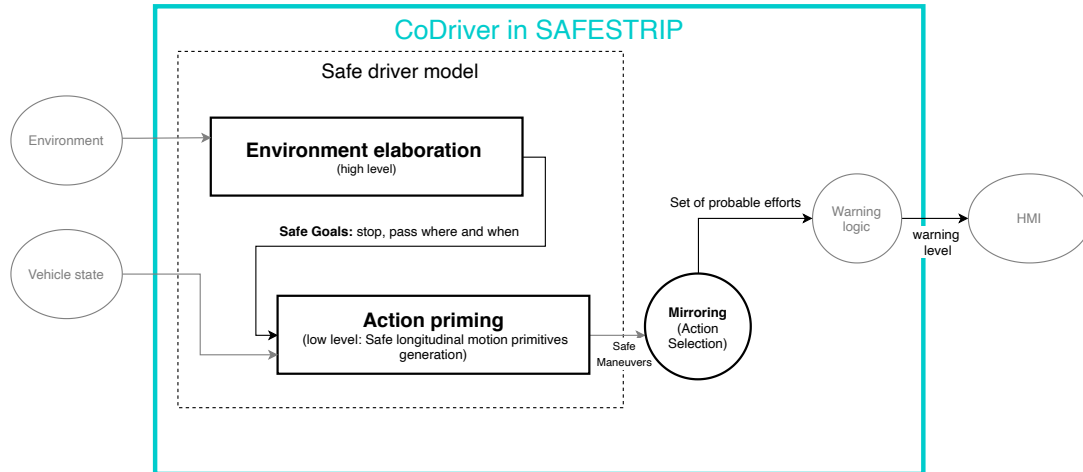 CoDriver in SAFESTRIP
Safe driver model
Environment
Environment elaboration
(high level)
Set of probable efforts
Warning
logic
HMI
warning
level
Safe Goals: stop, pass where and when
Vehicle state
Action priming
(low level: Safe longitudinal motion primitives
generation)
Safe
Maneuvers
Mirroring
(Action
Selection)